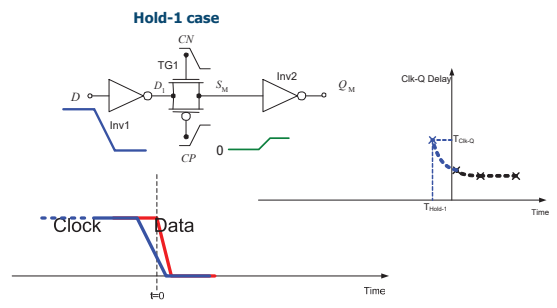 Hold-1 case
CN
TG1
D
D1
SM
Inv2
QM
Inv1
CP
0
Clk-Q Delay
TClk-Q
THold-1
Time
Clock
Data
t=0
Time